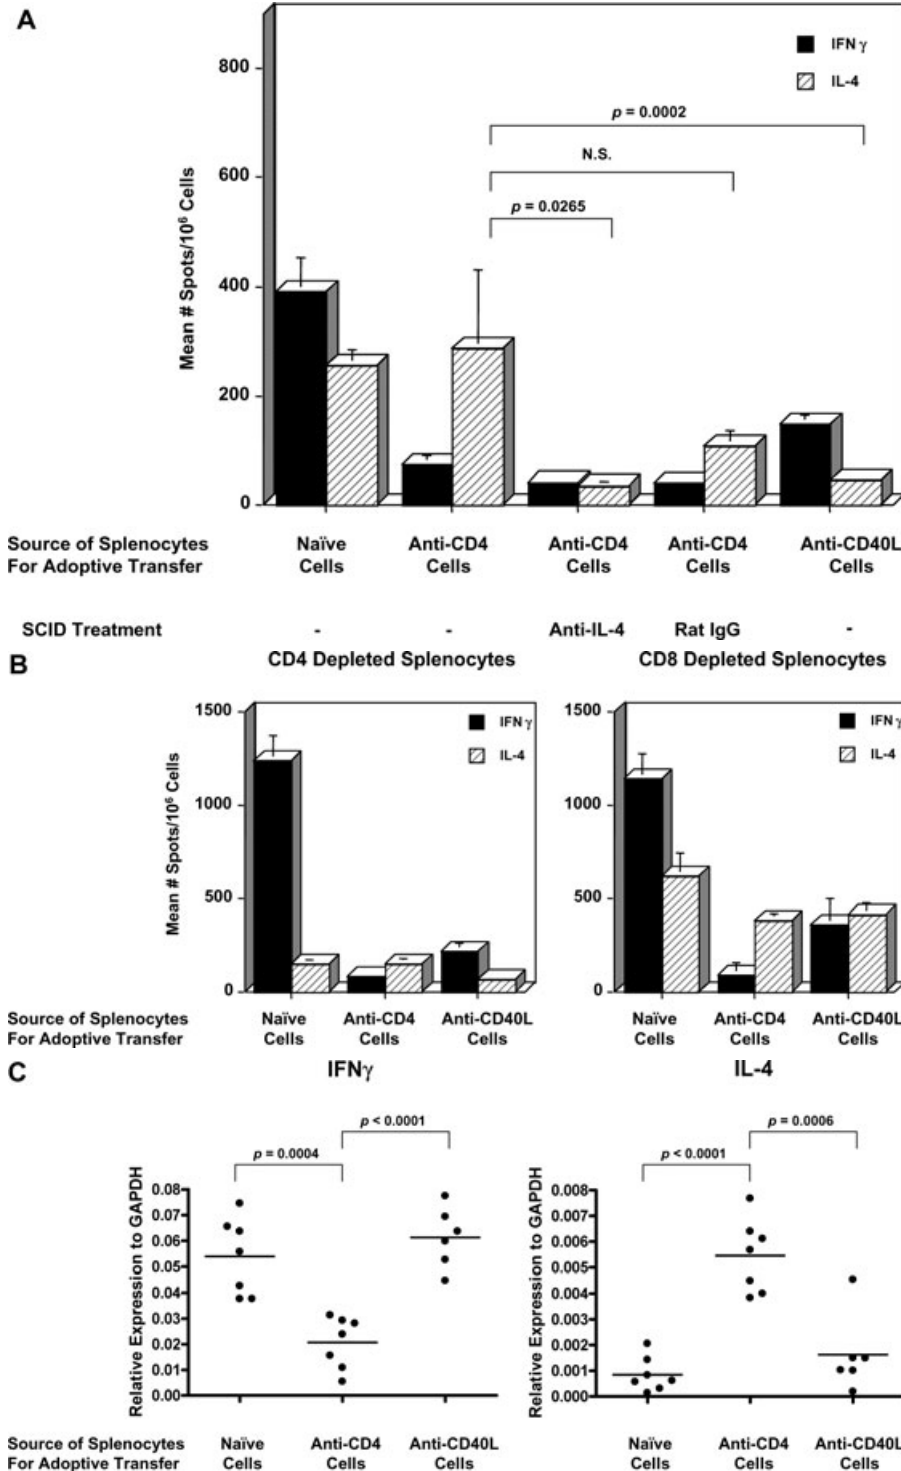 A
IFN γ
IL-4
800
600
400
200
0
Mean # Spots/10⁶ Cells
p = 0.0002
N.S.
p = 0.0265
Source of Splenocytes For Adoptive Transfer
Naïve Cells
Anti-CD4 Cells
Anti-CD4 Cells
Anti-CD4 Cells
Anti-CD40L Cells
SCID Treatment - - Anti-IL-4 Rat IgG -
B
CD4 Depleted Splenocytes
IFN γ
IL-4
1500
1000
500
0
Mean # Spots/10⁶ Cells
CD8 Depleted Splenocytes
IFN γ
IL-4
1500
1000
500
0
Source of Splenocytes For Adoptive Transfer
Naïve Cells
Anti-CD4 Cells
Anti-CD40L Cells
Naïve Cells
Anti-CD4 Cells
Anti-CD40L Cells
C
IFNγ
p < 0.0001
p = 0.0004
Relative Expression to GAPDH
0.08
0.07
0.06
0.05
0.04
0.03
0.02
0.01
0.00
IL-4
p = 0.0006
p < 0.0001
Relative Expression to GAPDH
0.008
0.007
0.006
0.005
0.004
0.003
0.002
0.001
0.000
Source of Splenocytes For Adoptive Transfer
Naïve Cells
Anti-CD4 Cells
Anti-CD40L Cells
Naïve Cells
Anti-CD4 Cells
Anti-CD40L Cells